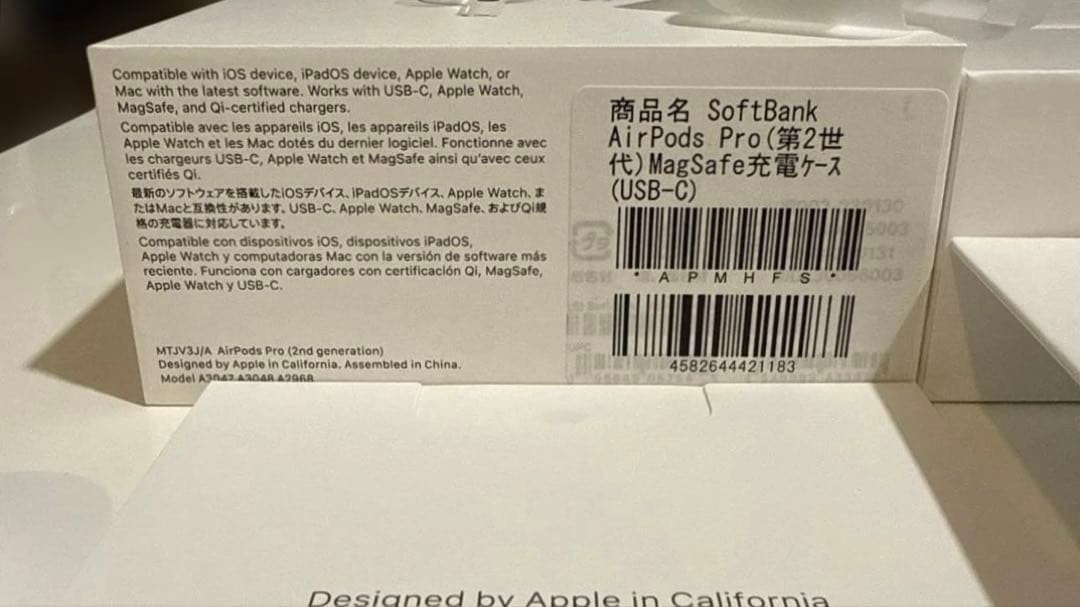 Compatible with iOS device, iPadOS device, Apple Watch, or
Mac with the latest software. Works with USB-C, Apple Watch,
MagSafe, and Qi-certified chargers.
Compatible avec les appareils iOS, les appareils iPadOS, les
Apple Watch et les Mac dotés du dernier logiciel. Fonctionne avec
les chargeurs USB-C, Apple Watch et MagSafe ainsi qu'avec ceux
certifiés Qi.
最新のソフトウェアを搭載したiOSデバイス、iPadOSデバイス、Apple Watch、ま
たはMacと互換性があります。USB-C、Apple Watch、MagSafe、およびQi規
格の充電器に対応しています。
Compatible con dispositivos iOS, dispositivos iPadOS,
Apple Watch y computadoras Mac con la versión de software más
reciente. Funciona con cargadores con certificación Qi, MagSafe,
Apple Watch y USB-C.
MTJV3J/A AirPods Pro (2nd generation)
Designed by Apple in California. Assembled in China.
Model A3047 A3048 A2968
商品名 SoftBank
AirPods Pro(第2世
代)MagSafe充電ｹｰｽ
(USB-C)
*APMHFS*
4582644421183
プラ
Designed by Apple in California